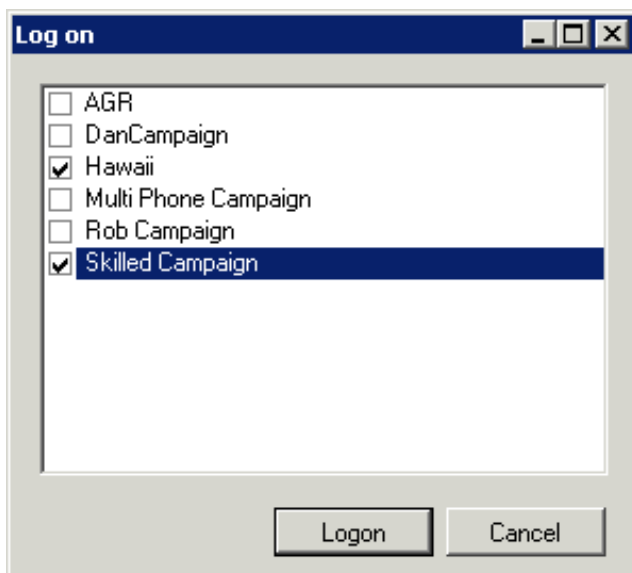 Log on
AGR
DanCampaign
Hawaii
Multi Phone Campaign
Rob Campaign
Skilled Campaign
Logon Cancel